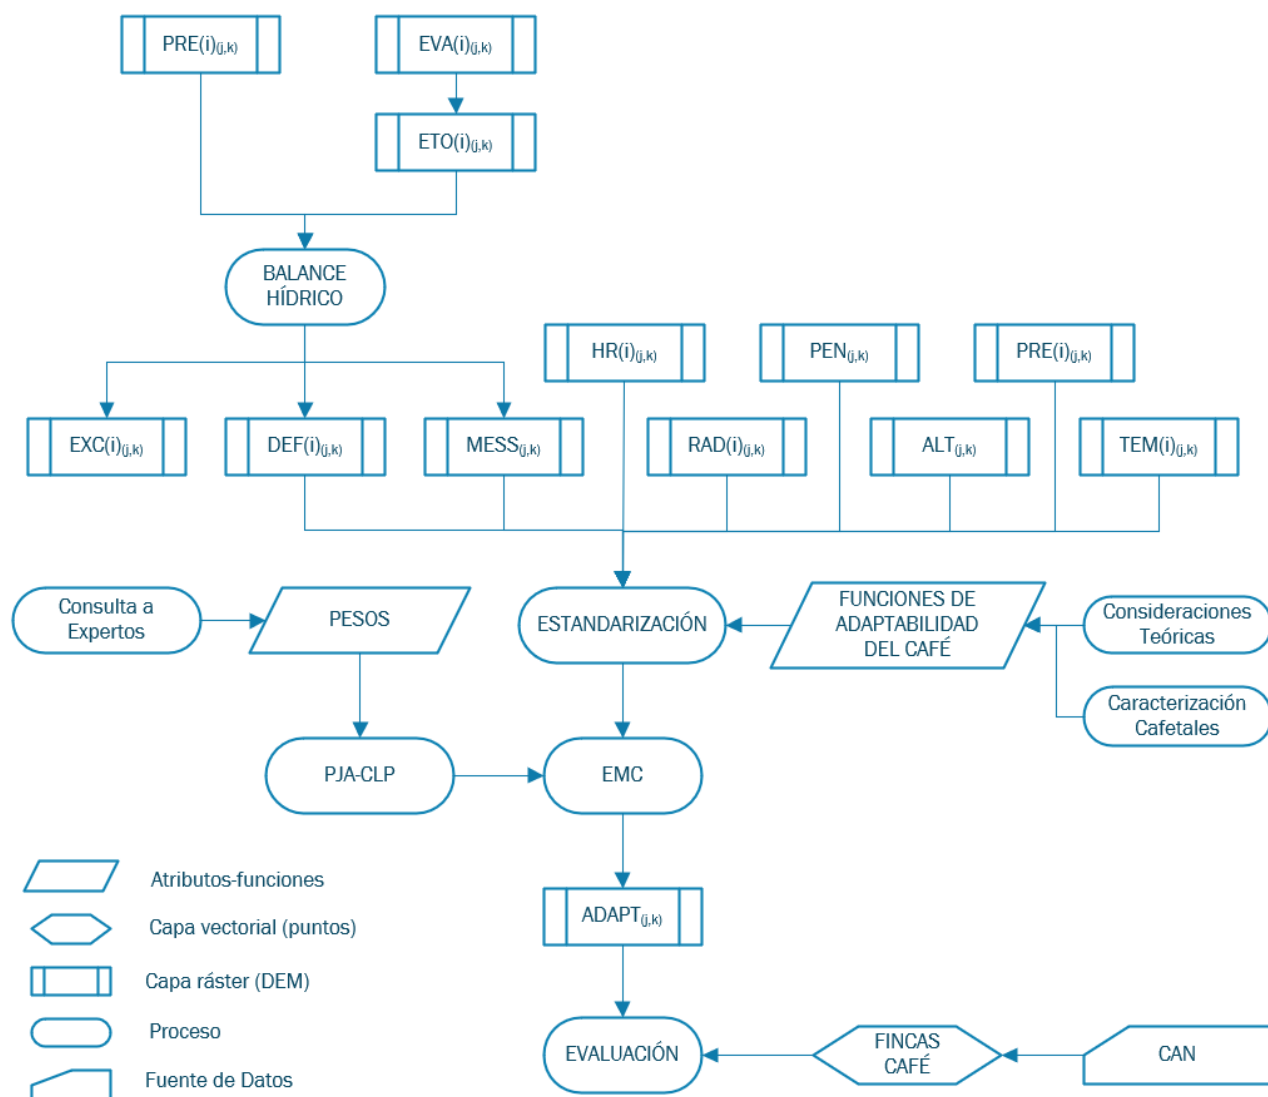 PRE(i)(j,k)
EVA(i)(j,k)
ETO(i)(j,k)
BALANCE
HÍDRICO
HR(i)(j,k)
PEN(j,k)
PRE(i)(j,k)
EXC(i)(j,k)
DEF(i)(j,k)
MESS(j,k)
RAD(i)(j,k)
ALT(j,k)
TEM(i)(j,k)
Consulta a
Expertos
PESOS
ESTANDARIZACIÓN
FUNCIONES DE
ADAPTABILIDAD
DEL CAFÉ
Consideraciones
Teóricas
Caracterización
Cafetales
PJA-CLP
EMC
Atributos-funciones
Capa vectorial (puntos)
Capa ráster (DEM)
Proceso
Fuente de Datos
ADAPT(j,k)
EVALUACIÓN
FINCAS
CAFÉ
CAN